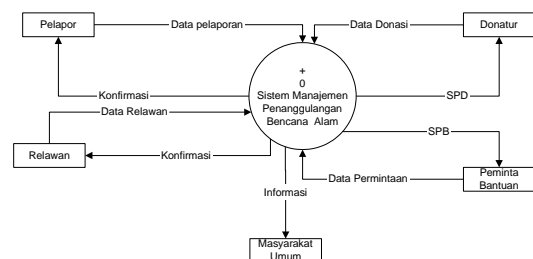 Pelapor
Data pelaporan
Data Donasi
Donatur
+
0
Sistem Manajemen
Penanggulangan
Bencana Alam
Konfirmasi
SPD
Data Relawan
SPB
Relawan
Konfirmasi
Data Permintaan
Peminta
Bantuan
Informasi
Masyarakat
Umum